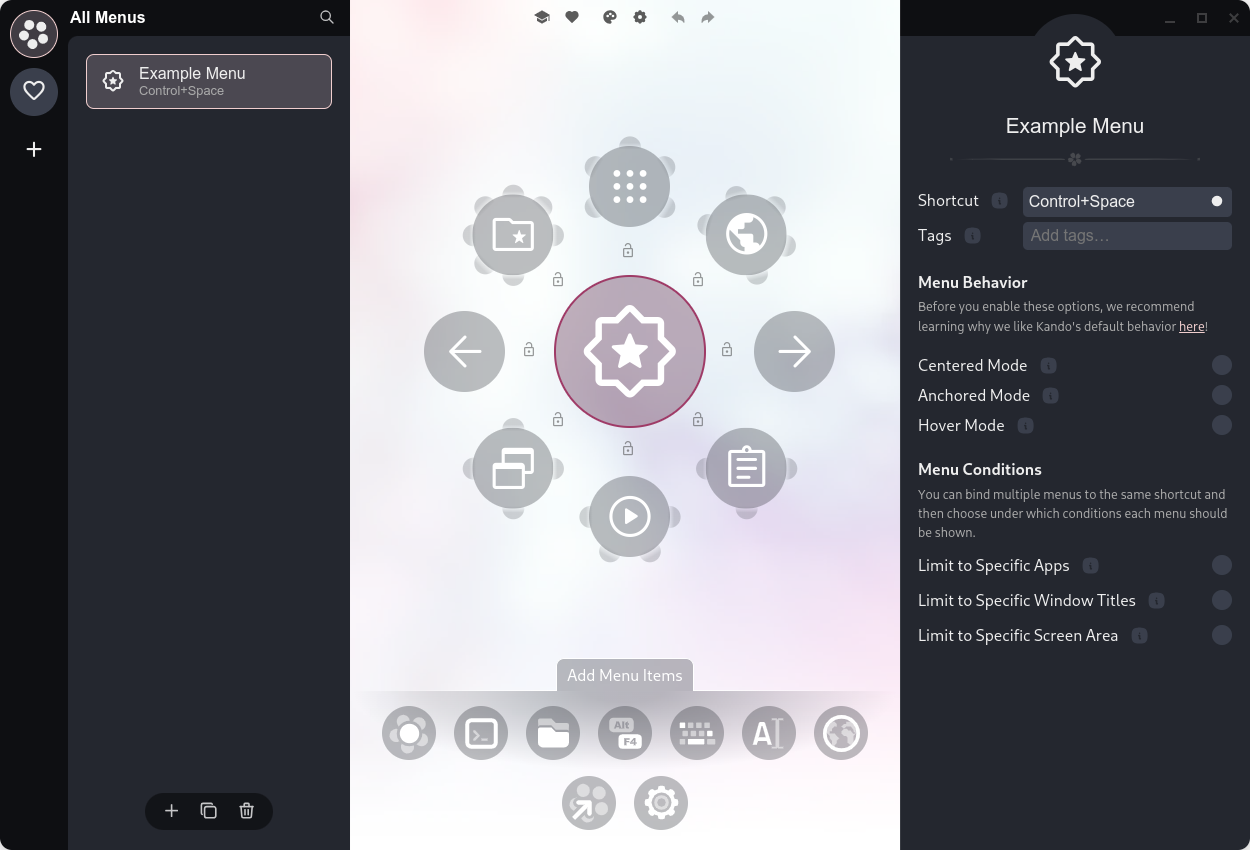 All Menus
Example Menu
Control+Space
Add Menu Items
Alt
F4
A
Example Menu
Shortcut
Control+Space
Tags
Add tags…
Menu Behavior
Before you enable these options, we recommend
learning why we like Kando's default behavior here!
Centered Mode
Anchored Mode
Hover Mode
Menu Conditions
You can bind multiple menus to the same shortcut and
then choose under which conditions each menu should
be shown.
Limit to Specific Apps
Limit to Specific Window Titles
Limit to Specific Screen Area